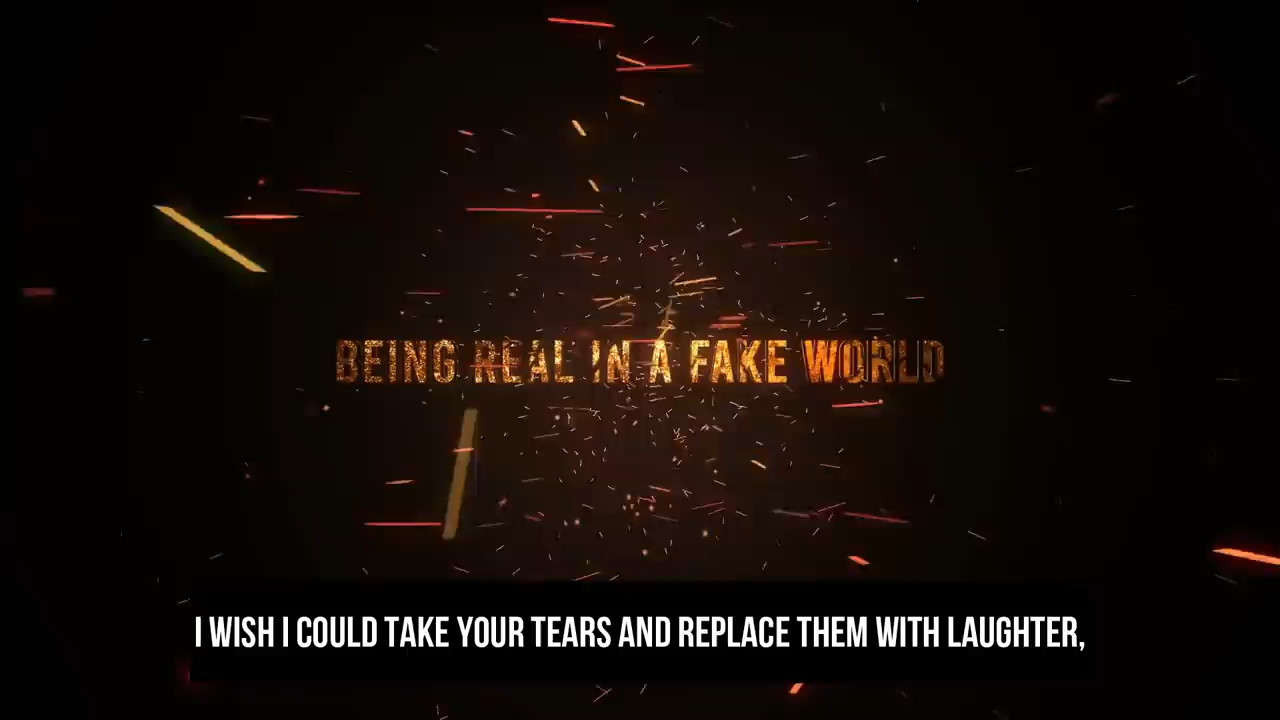 BEING REAL IN A FAKE WORLD
I WISH I COULD TAKE YOUR TEARS AND REPLACE THEM WITH LAUGHTER,